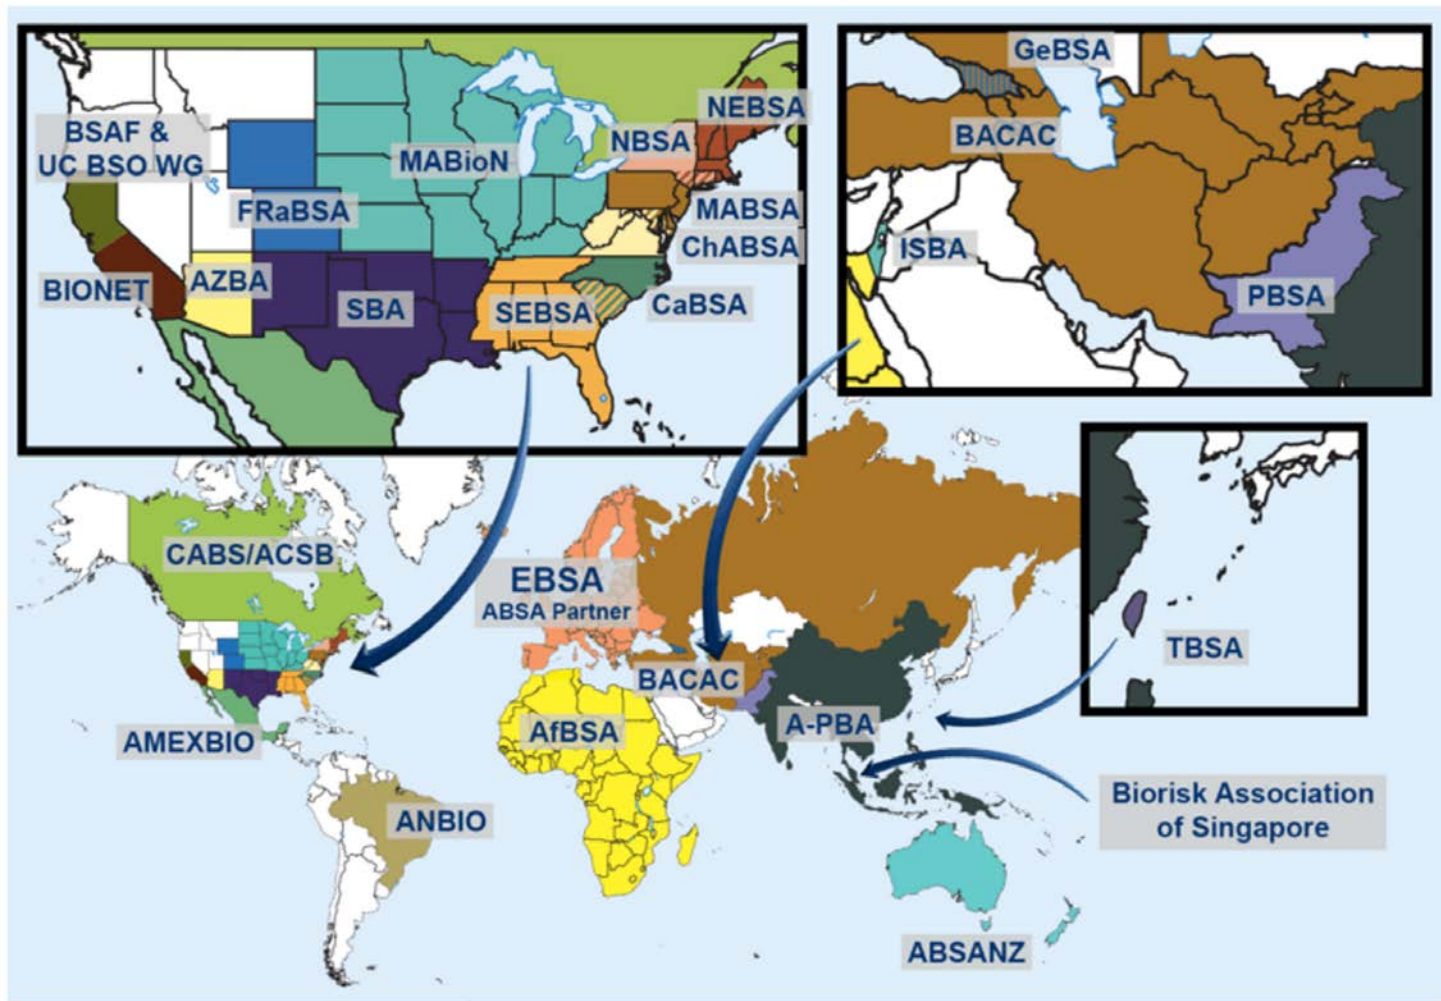 BSAF &
UC BSO WG
MABioN
NBSA
NEBSA
FRaBSA
MABSA
ChABSA
BIONET
AZBA
SBA
SEBSA
CaBSA
GeBSA
BACAC
ISBA
PBSA
TBSA
CABS/ACSB
EBSA
ABSA Partner
BACAC
AMEXBIO
AfBSA
A-PBA
ANBIO
Biorisk Association
of Singapore
ABSANZ